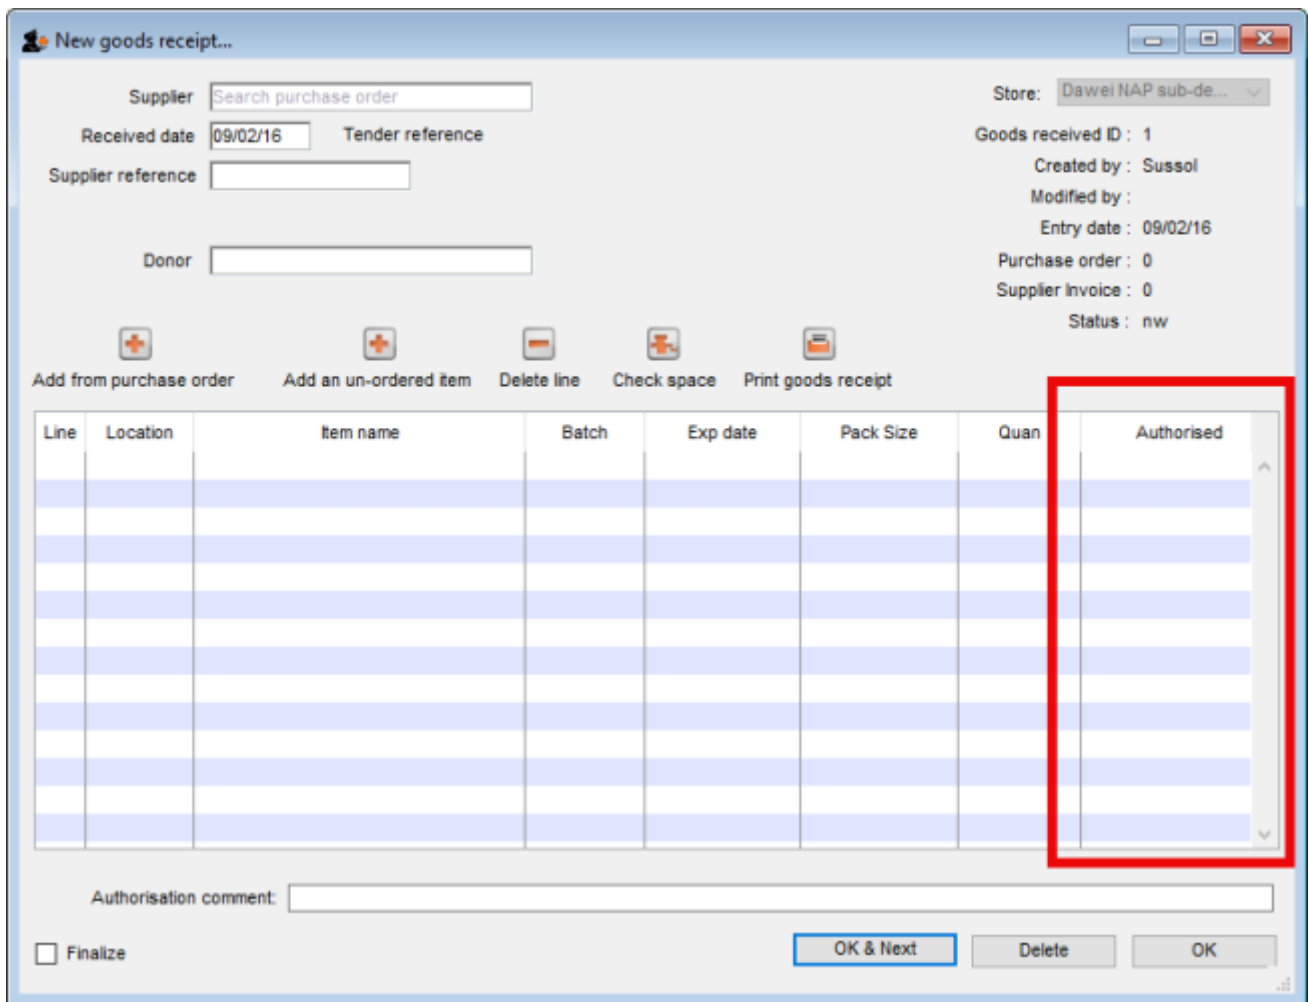 New goods receipt...
Supplier Search purchase order
Store: Dawei NAP sub-de...
Received date 09/02/16 Tender reference
Goods received ID : 1
Supplier reference
Created by : Sussol
Modified by :
Entry date : 09/02/16
Donor
Purchase order : 0
Supplier Invoice : 0
Status : nw
Add from purchase order Add an un-ordered item Delete line Check space Print goods receipt
Line Location Item name Batch Exp date Pack Size Quan Authorised
Authorisation comment:
Finalize OK & Next Delete OK